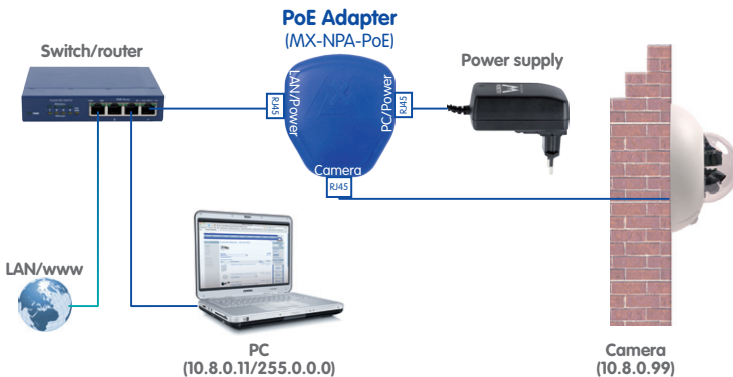 PoE Adapter
(MX-NPA-PoE)
Switch/router
Power supply
LAN/Power
PC/Power
RJ45
RJ45
Camera
RJ45
LAN/www
PC
(10.8.0.11/255.0.0.0)
Camera
(10.8.0.99)